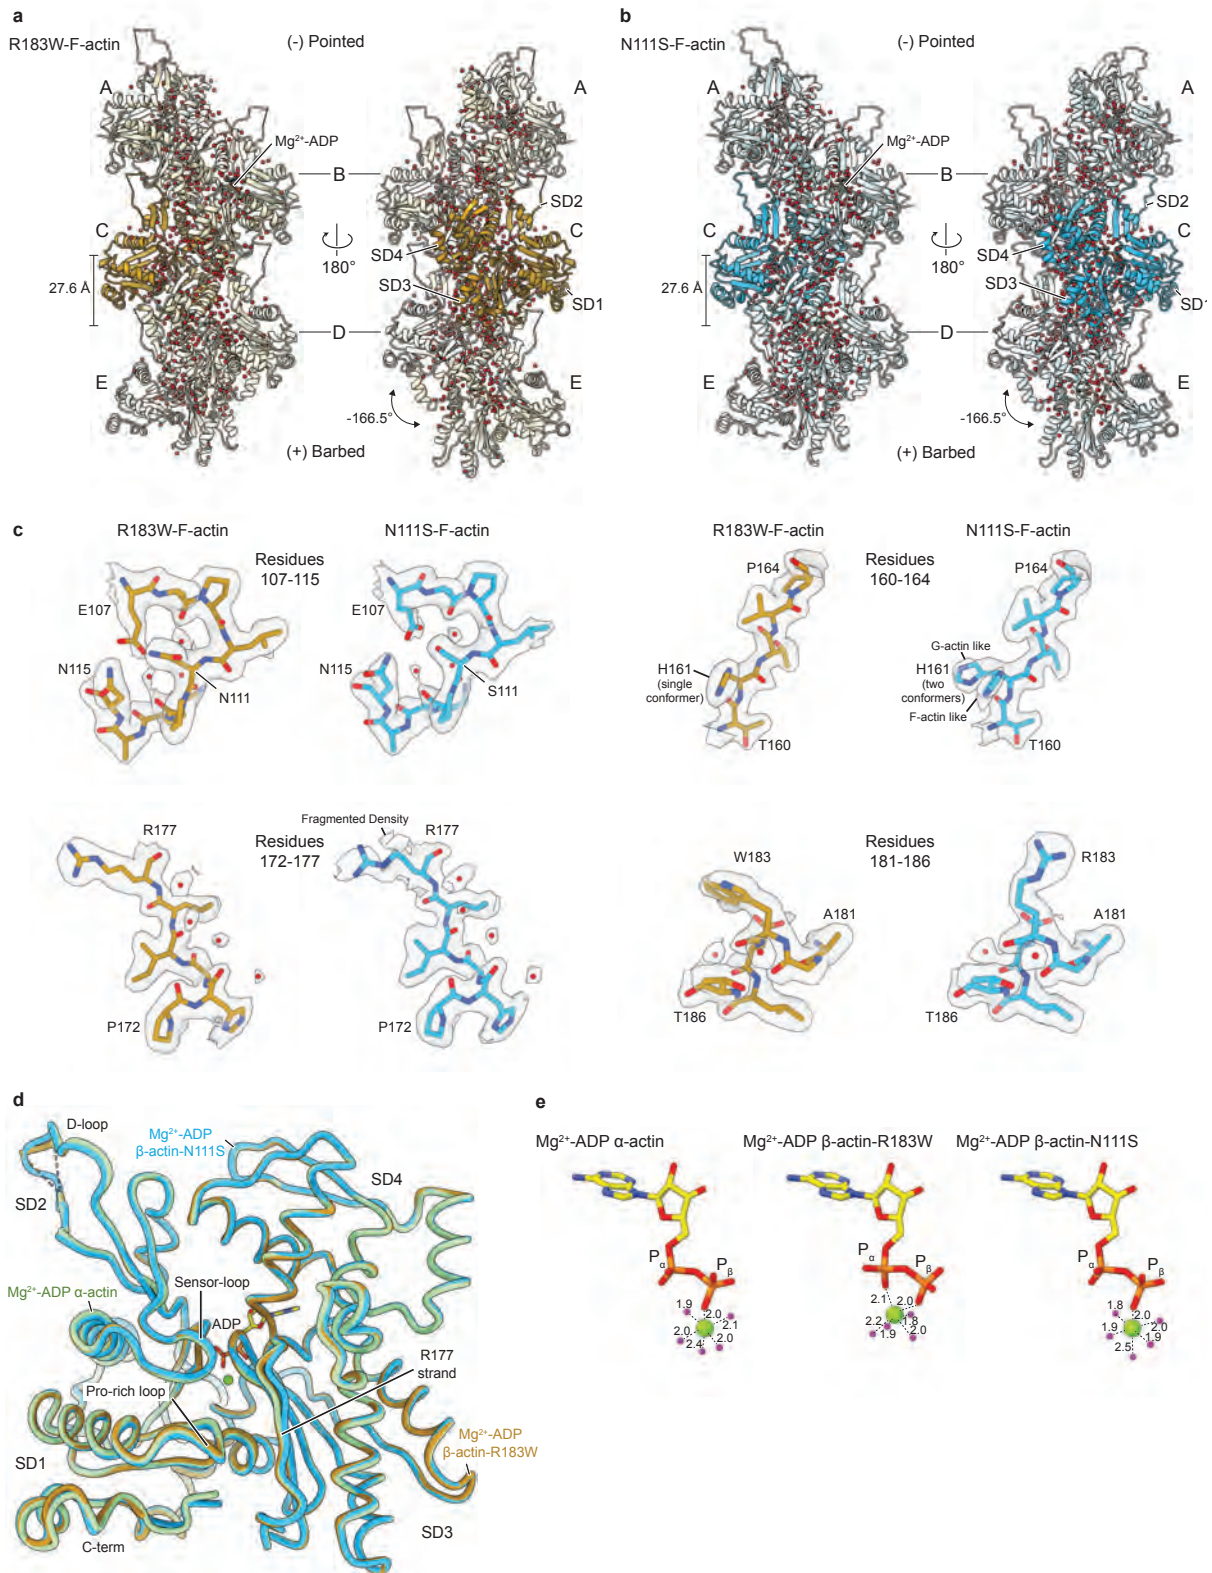 a
R183W-F-actin
(-) Pointed
A
A
Mg²⁺-ADP
B
SD2
C
C
SD4
180°
27.6 Å
SD3
SD1
D
E
E
-166.5°
(+) Barbed
b
N111S-F-actin
(-) Pointed
A
A
Mg²⁺-ADP
B
SD2
C
C
SD4
180°
27.6 Å
SD3
SD1
D
E
E
-166.5°
(+) Barbed
c
R183W-F-actin
N111S-F-actin
Residues
107-115
E107
E107
N115
N115
N111
S111
R183W-F-actin
N111S-F-actin
Residues
160-164
P164
P164
G-actin like
H161
(single
conformer)
H161
(two
conformers)
F-actin like
T160
T160
Residues
172-177
R177
Fragmented Density
R177
P172
P172
Residues
181-186
W183
R183
A181
A181
T186
T186
d
D-loop
Mg²⁺-ADP
β-actin-N111S
SD2
SD4
Sensor-loop
Mg²⁺-ADP α-actin
ADP
R177
strand
Pro-rich loop
Mg²⁺-ADP
β-actin-R183W
SD1
SD3
C-term
e
Mg²⁺-ADP α-actin
Mg²⁺-ADP β-actin-R183W
Mg²⁺-ADP β-actin-N111S
Pα
Pβ
1.9
2.0
2.1
2.0
2.0
2.4
Pα
Pβ
2.1
2.0
2.2
1.8
1.9
2.0
Pα
Pβ
1.8
2.0
2.0
1.9
1.9
2.5